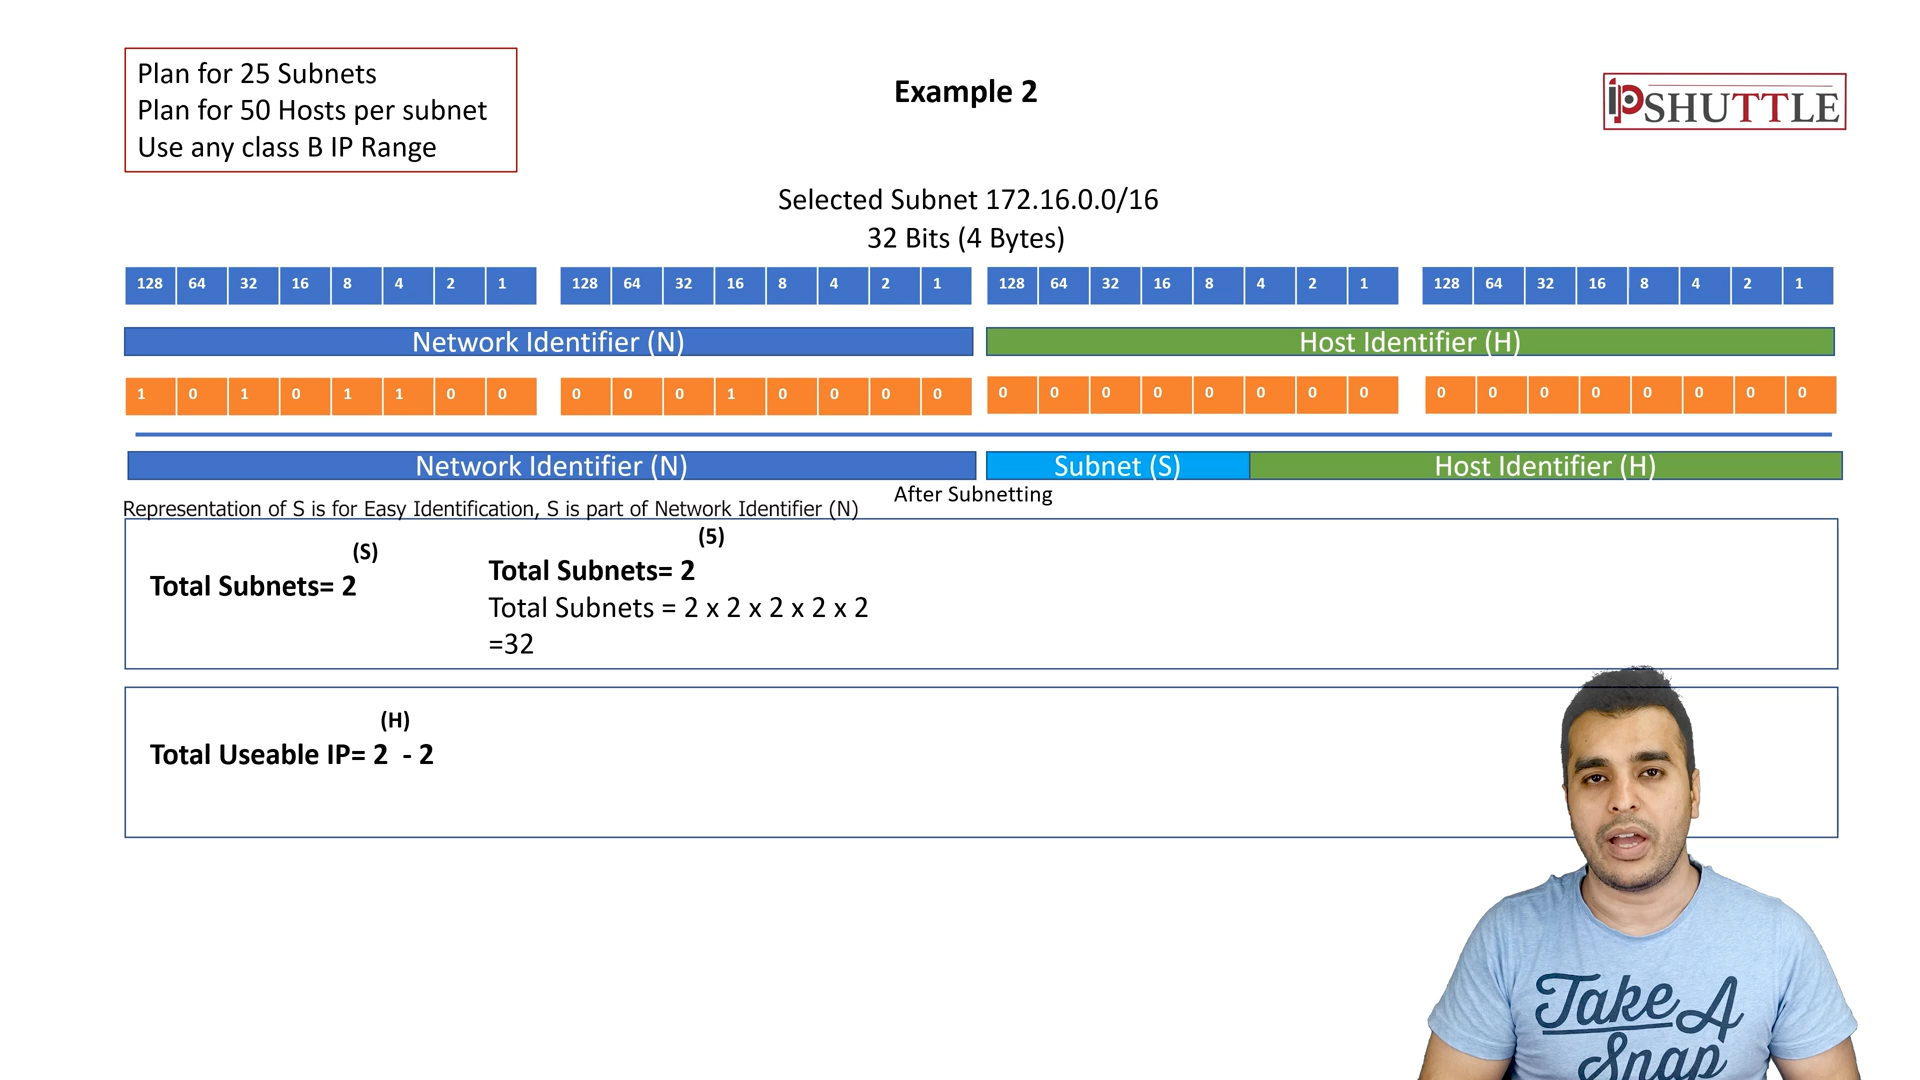 Plan for 25 Subnets
Plan for 50 Hosts per subnet
Use any class B IP Range
Example 2
ipSHUTTLE
Selected Subnet 172.16.0.0/16
32 Bits (4 Bytes)
128 64 32 16 8 4 2 1 128 64 32 16 8 4 2 1 128 64 32 16 8 4 2 1 128 64 32 16 8 4 2 1
Network Identifier (N) Host Identifier (H)
1 0 1 0 1 1 0 0 0 0 0 1 0 0 0 0 0 0 0 0 0 0 0 0 0 0 0 0 0 0 0 0
Network Identifier (N) Subnet (S) Host Identifier (H)
After Subnetting
Representation of S is for Easy Identification, S is part of Network Identifier (N)
(S)
Total Subnets= 2
(5)
Total Subnets= 2
Total Subnets = 2 x 2 x 2 x 2 x 2
=32
(H)
Total Useable IP= 2 - 2
Take A
Snap